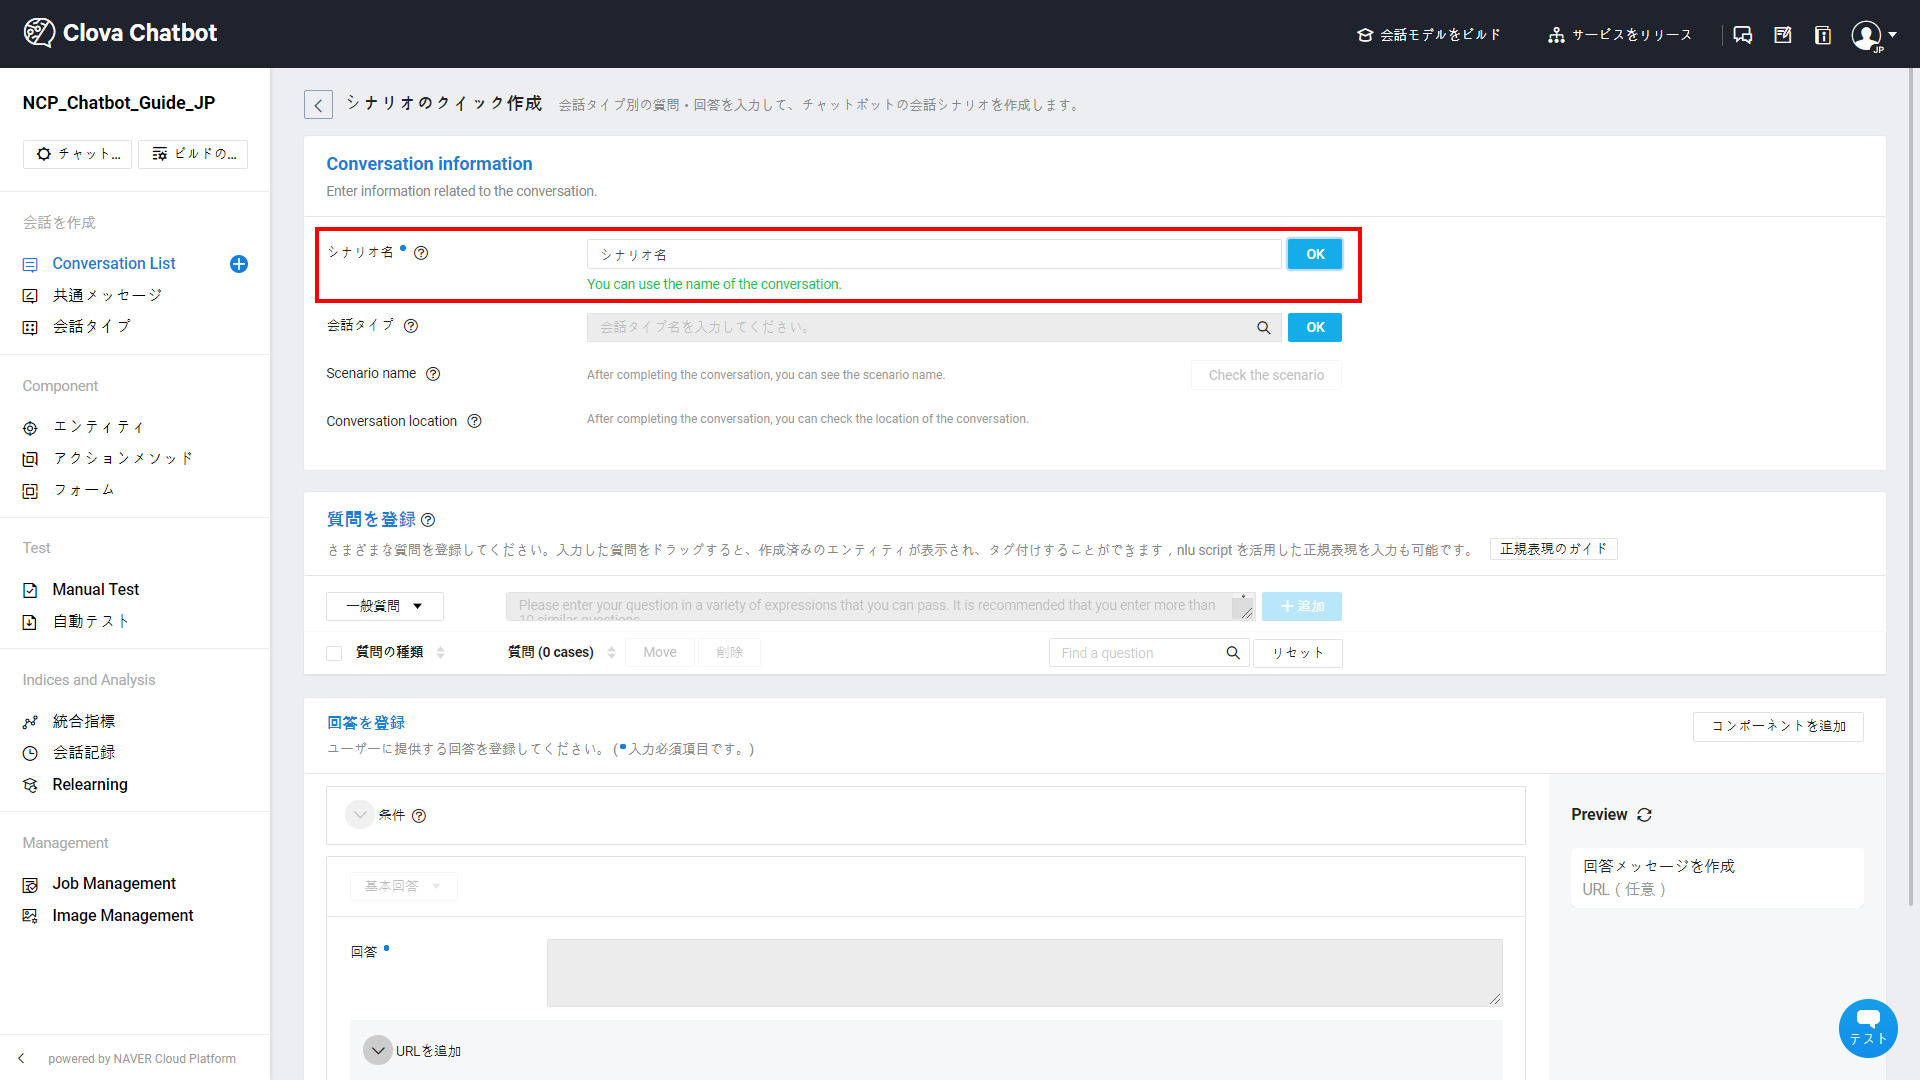 Clova Chatbot
会話モデルをビルド
サービスをリリース
JP
NCP_Chatbot_Guide_JP
チャット...
ビルドの...
会話を作成
Conversation List
共通メッセージ
会話タイプ
Component
エンティティ
アクションメソッド
フォーム
Test
Manual Test
自動テスト
Indices and Analysis
統合指標
会話記録
Relearning
Management
Job Management
Image Management
powered by NAVER Cloud Platform
シナリオのクイック作成 会話タイプ別の質問・回答を入力して、チャットボットの会話シナリオを作成します。
Conversation information
Enter information related to the conversation.
シナリオ名 シナリオ名 OK
You can use the name of the conversation.
会話タイプ 会話タイプ名を入力してください。 OK
Scenario name After completing the conversation, you can see the scenario name. Check the scenario
Conversation location After completing the conversation, you can check the location of the conversation.
質問を登録
さまざまな質問を登録してください。入力した質問をドラッグすると、作成済みのエンティティが表示され、タグ付けすることができます , nlu script を活用した正規表現を入力も可能です。 正規表現のガイド
一般質問 Please enter your question in a variety of expressions that you can pass. It is recommended that you enter more than
10 similar questions
+ 追加
質問の種類 質問 (0 cases) Move 削除 Find a question リセット
回答を登録
コンポーネントを追加
ユーザーに提供する回答を登録してください。 (•入力必須項目です。)
条件
基本回答
回答
URLを追加
Preview
回答メッセージを作成
URL ( 任意 )
テスト